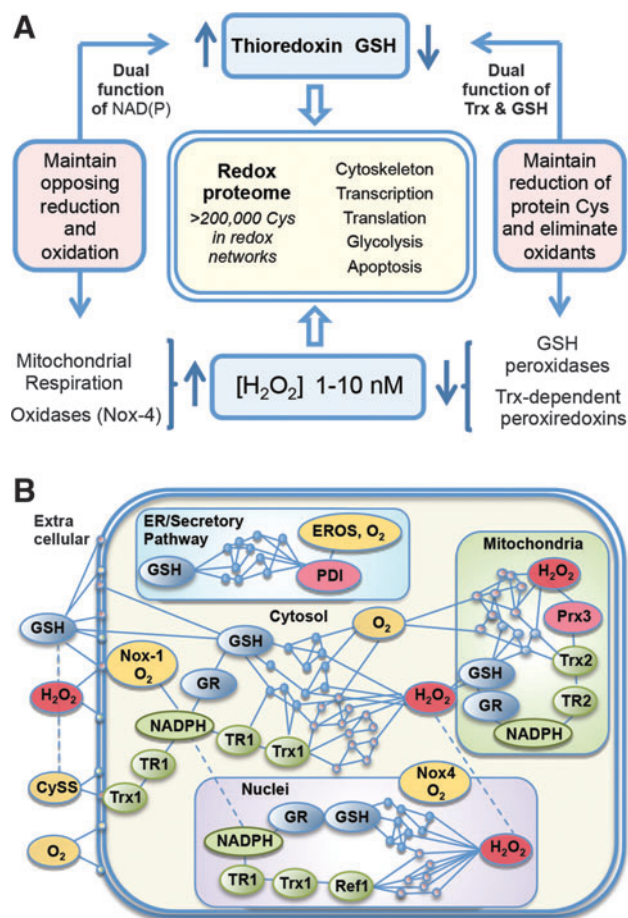 A
Thioredoxin GSH
Dual
function
of NAD(P)
Dual
function of
Trx & GSH
Maintain
opposing
reduction
and
oxidation
Redox
proteome
>200,000 Cys
in redox
networks
Cytoskeleton
Transcription
Translation
Glycolysis
Apoptosis
Maintain
reduction of
protein Cys
and eliminate
oxidants
Mitochondrial
Respiration
Oxidases (Nox-4)
[H₂O₂] 1-10 nM
GSH
peroxidases
Trx-dependent
peroxiredoxins
B
Extra
cellular
ER/Secretory
Pathway
EROS, O₂
GSH
PDI
Mitochondria
H₂O₂
Prx3
Trx2
GSH
GR
TR2
NADPH
Cytosol
O₂
GSH
GSH
Nox-1
O₂
GR
H₂O₂
H₂O₂
NADPH
TR1
Trx1
TR1
CySS
Trx1
O₂
Nuclei
Nox4
O₂
GR
GSH
NADPH
H₂O₂
TR1
Trx1
Ref1